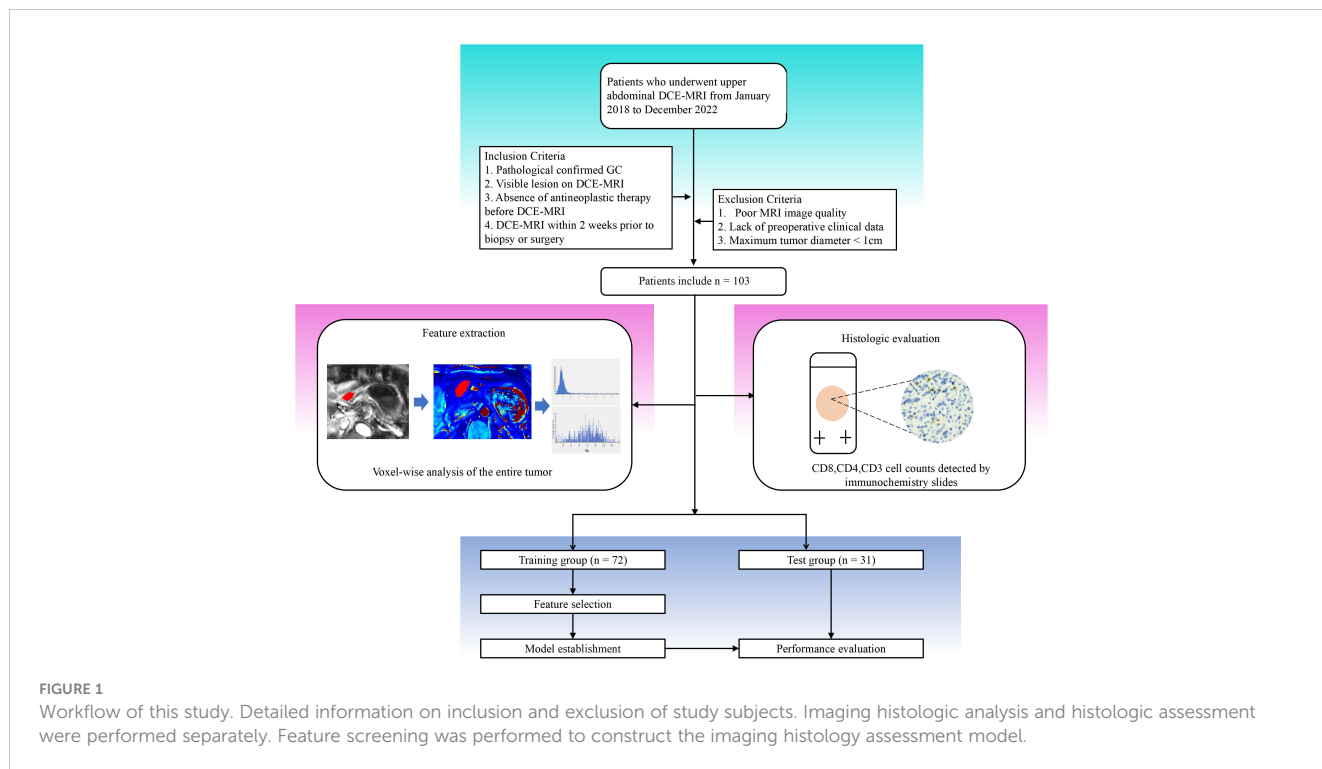 Patients who underwent upper
abdominal DCE-MRI from January
2018 to December 2022
Inclusion Criteria
1. Pathological confirmed GC
2. Visible lesion on DCE-MRI
3. Absence of antineoplastic therapy
before DCE-MRI
4. DCE-MRI within 2 weeks prior to
biopsy or surgery
Exclusion Criteria
1. Poor MRI image quality
2. Lack of preoperative clinical data
3. Maximum tumor diameter < 1cm
Patients include n = 103
Feature extraction
Voxel-wise analysis of the entire tumor
Histologic evaluation
CD8,CD4,CD3 cell counts detected by
immunochemistry slides
Training group (n = 72)
Test group (n = 31)
Feature selection
Model establishment
Performance evaluation
FIGURE 1
Workflow of this study. Detailed information on inclusion and exclusion of study subjects. Imaging histologic analysis and histologic assessment
were performed separately. Feature screening was performed to construct the imaging histology assessment model.